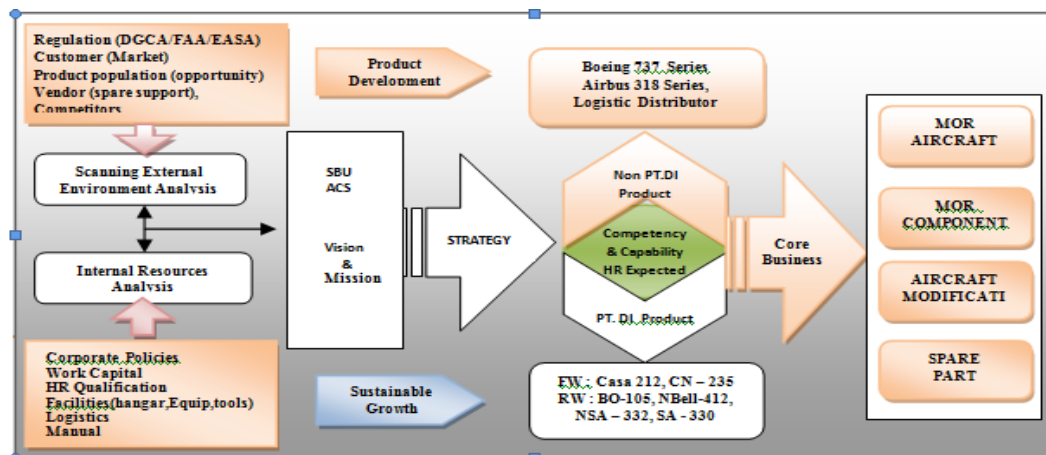 Regulation (DGCA/FAA/EASA)
Customer (Market)
Product population (opportunity)
Vendor (spare support),
Competitors
Scanning External
Environment Analysis
Internal Resources
Analysis
Corporate Policies
Work Capital
HR Qualification
Facilities(hangar,Equip,tools)
Logistics
Manual
Product
Development
SBU
ACS
Vision
&
Mission
STRATEGY
Sustainable
Growth
Boeing 737 Series
Airbus 318 Series,
Logistic Distributor
Non PT.DI
Product
Competency
& Capability
HR Expected
PT. DI Product
FW : Casa 212, CN – 235
RW : BO-105, NBell-412,
NSA – 332, SA - 330
Core
Business
MOR
AIRCRAFT
MOR
COMPONENT
AIRCRAFT
MODIFICATI
SPARE
PART